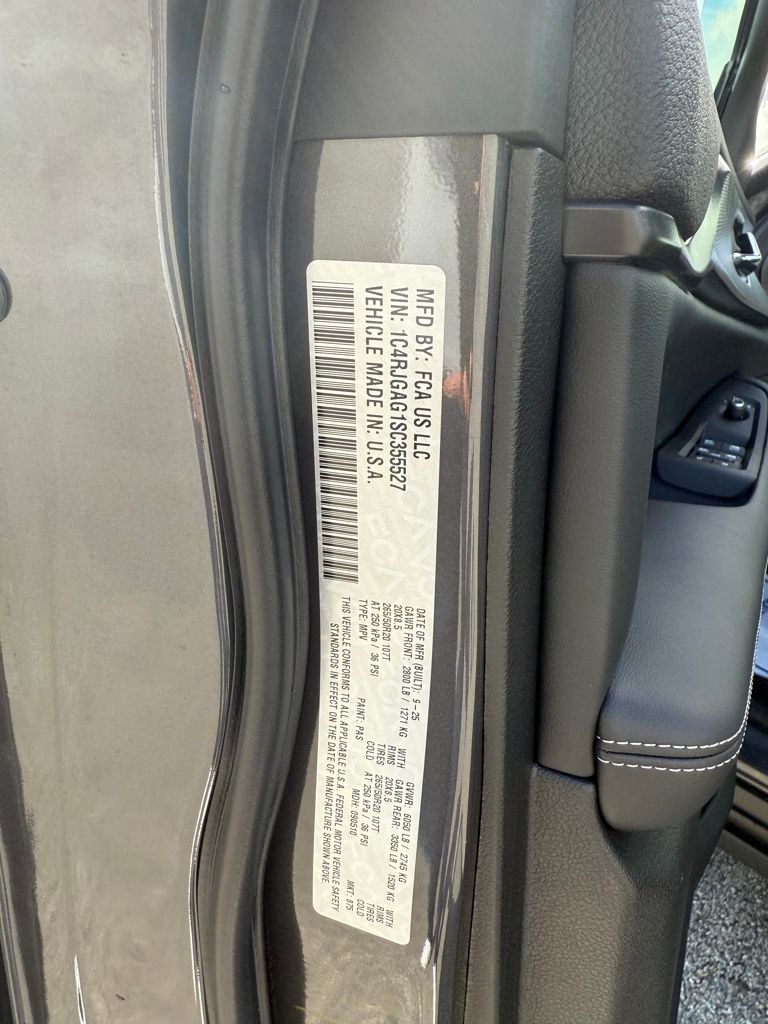 MFD BY: FCA US LLC
VIN: 1C4RJGAG1SC355527
VEHICLE MADE IN: U.S.A.
DATE OF MFR (BUILT): 9-25 GVWR: 6050 LB / 2745 KG
GAWR FRONT: 2800 LB / 1271 KG WITH GAWR REAR: 3350 LB / 1520 KG WITH
20X8.5 RIMS 20X8.5 RIMS
265/50R20 107T TIRES 265/50R20 107T TIRES
AT 250 kPa / 36 PSI COLD AT 250 kPa / 36 PSI COLD
TYPE: MPV PAINT: PAS MDH: 090510 MKT: 975
THIS VEHICLE CONFORMS TO ALL APPLICABLE U.S.A. FEDERAL MOTOR VEHICLE SAFETY
STANDARDS IN EFFECT ON THE DATE OF MANUFACTURE SHOWN ABOVE.